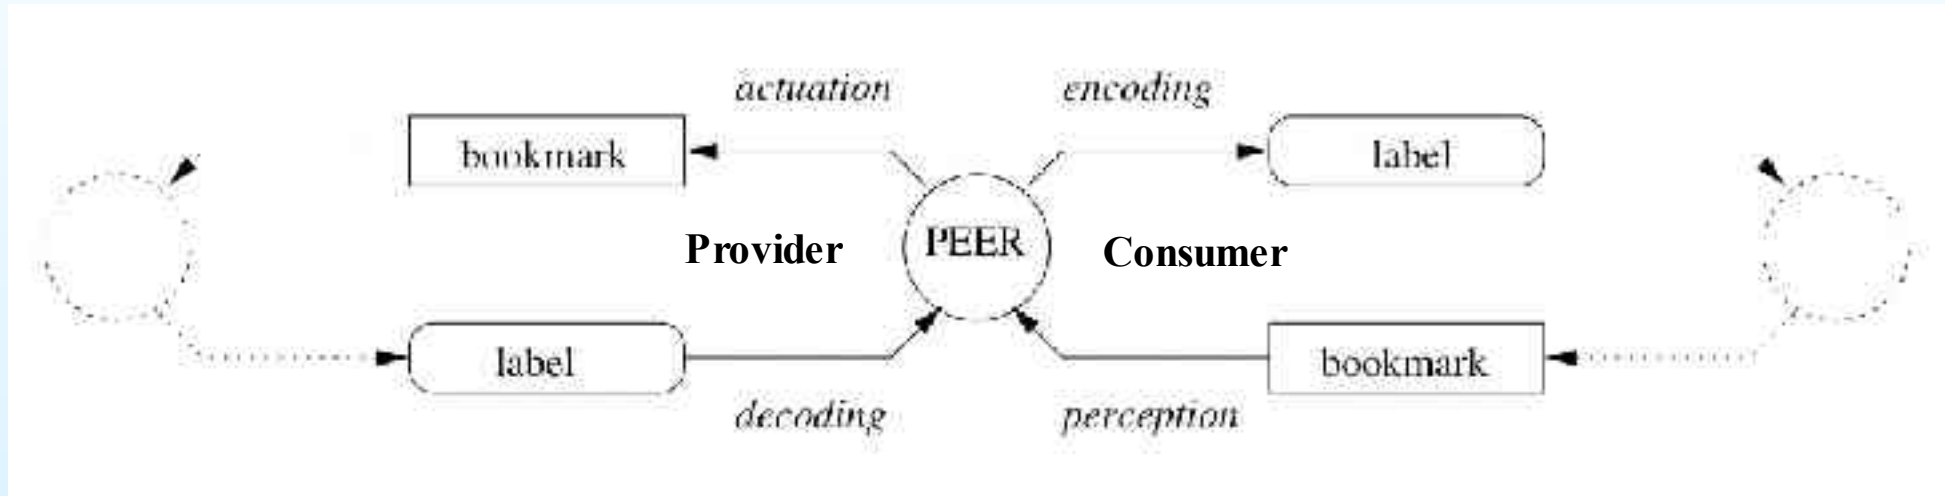 actuation encoding
bookmark label
Provider PEER Consumer
label bookmark
decoding perception